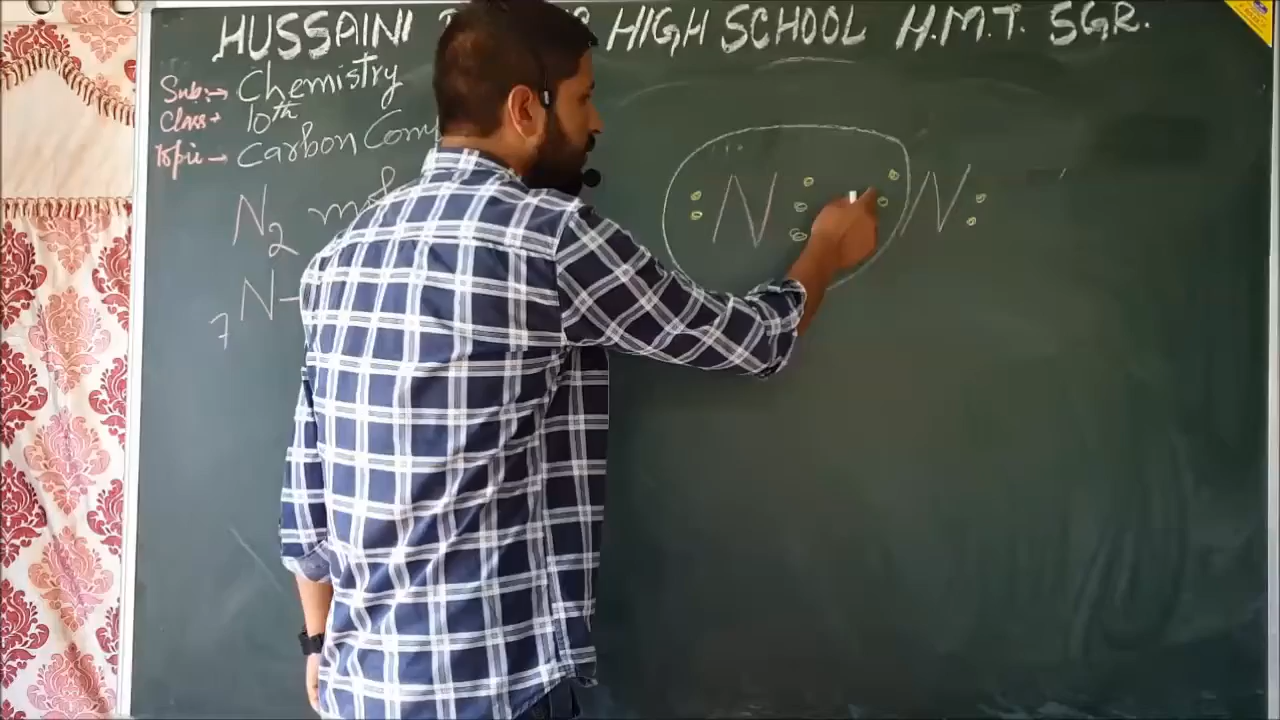 HUSSAINI HIGH SCHOOL H.M.T. SGR.
Sub:→ Chemistry
Class→ 10th
Topic→ Carbon
N2
7N-
N N